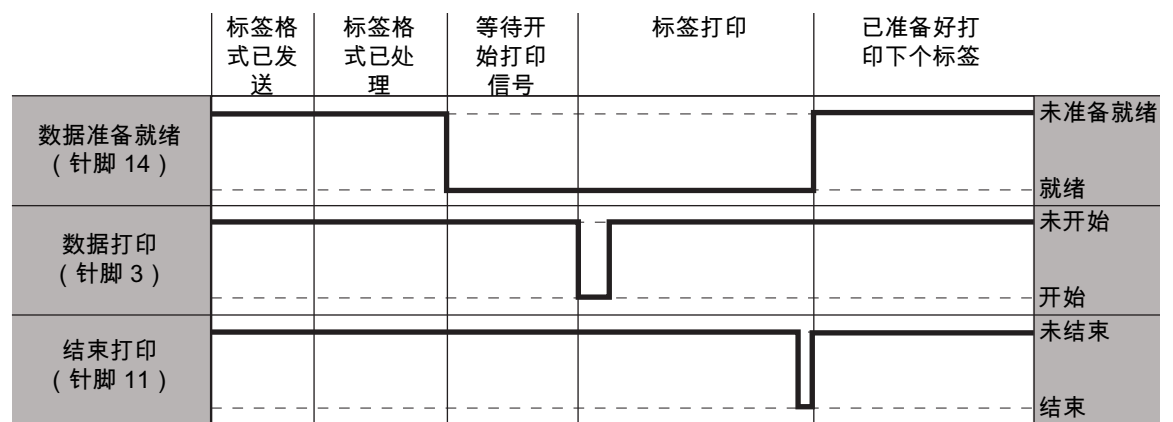 标签格
式已发
送
标签格
式已处
理
等待开
始打印
信号
标签打印
已准备好打
印下个标签
数据准备就绪
（针脚 14）
未准备就绪
就绪
数据打印
（针脚 3）
未开始
开始
结束打印
（针脚 11）
未结束
结束